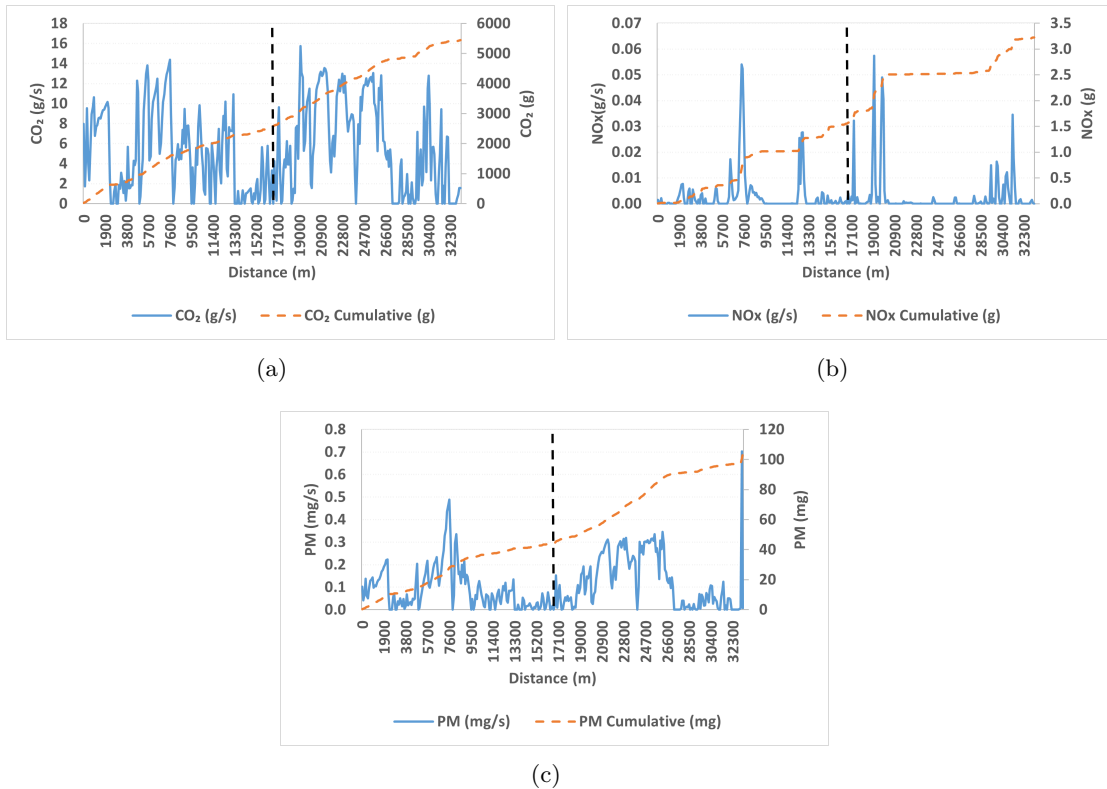 18
16
14
12
10
8
6
4
2
0
CO₂ (g/s)
6000
5000
4000
3000
2000
1000
0
CO₂ (g)
0 1900 3800 5700 7600 9500 11400 13300 15200 17100 19000 20900 22800 24700 26600 28500 30400 32300
Distance (m)
CO₂ (g/s) CO₂ Cumulative (g)
(a)
0.07
0.06
0.05
0.04
0.03
0.02
0.01
0.00
NOx(g/s)
3.5
3.0
2.5
2.0
1.5
1.0
0.5
0.0
NOx (g)
0 1900 3800 5700 7600 9500 11400 13300 15200 17100 19000 20900 22800 24700 26600 28500 30400 32300
Distance (m)
NOx (g/s) NOx Cumulative (g)
(b)
0.8
0.7
0.6
0.5
0.4
0.3
0.2
0.1
0.0
PM (mg/s)
120
100
80
60
40
20
0
PM (mg)
0 1900 3800 5700 7600 9500 11400 13300 15200 17100 19000 20900 22800 24700 26600 28500 30400 32300
Distance (m)
PM (mg/s) PM Cumulative (mg)
(c)